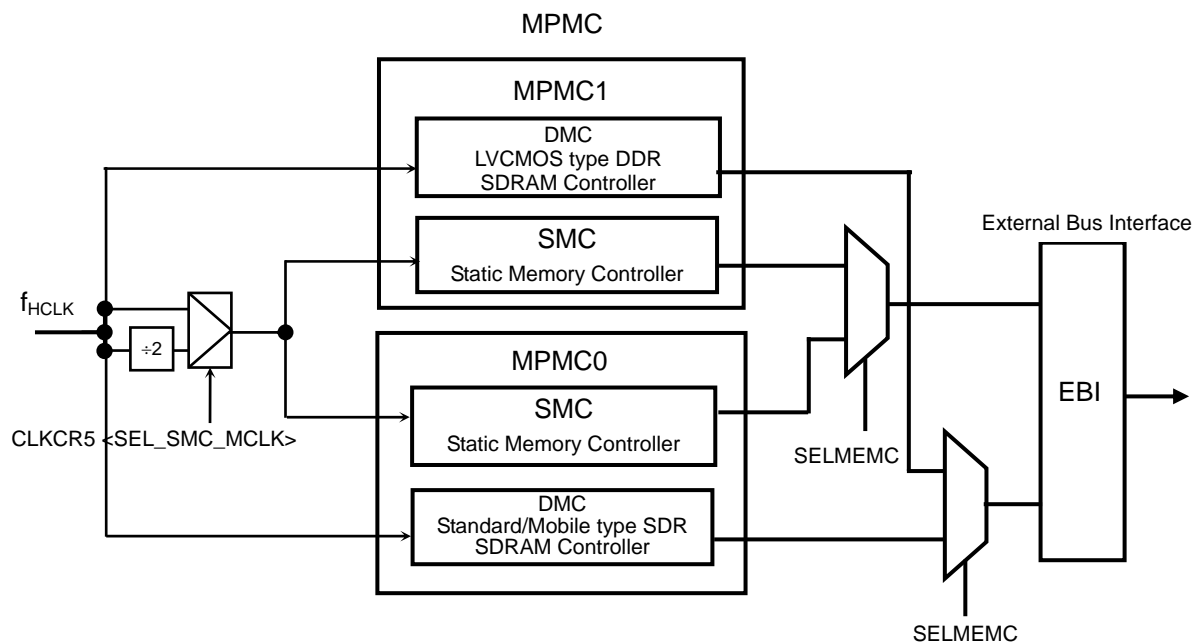 MPMC
MPMC1
DMC
LVCMOS type DDR
SDRAM Controller
SMC
Static Memory Controller
External Bus Interface
fHCLK
÷2
CLKCR5 <SEL_SMC_MCLK>
MPMC0
SMC
Static Memory Controller
DMC
Standard/Mobile type SDR
SDRAM Controller
SELMEMC
EBI
SELMEMC